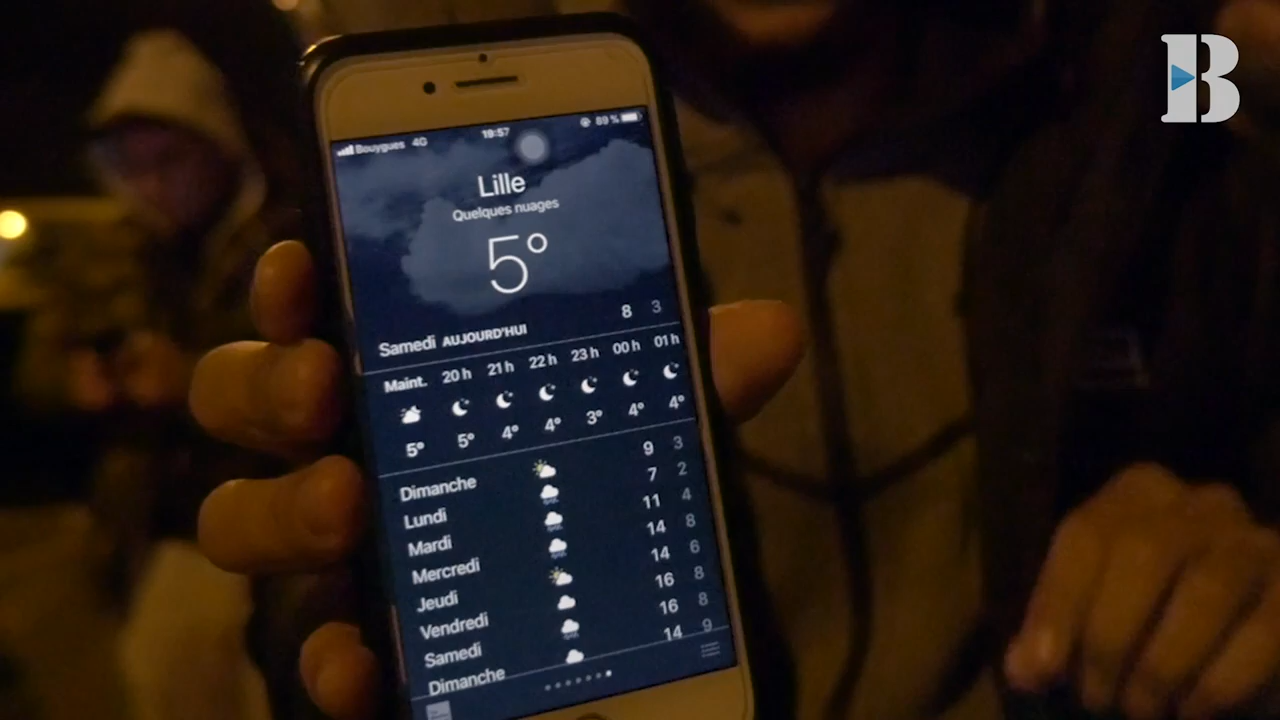 B
Bouygues 4G 19:57 89 %
Lille
Quelques nuages
5°
Samedi AUJOURD'HUI 8 3
Maint. 20 h 21 h 22 h 23 h 00 h 01 h
5° 5° 4° 4° 3° 4° 4°
Dimanche 9 3
Lundi 7 2
Mardi 11 4
Mercredi 14 8
Jeudi 14 6
Vendredi 16 8
Samedi 16 8
Dimanche 14 9